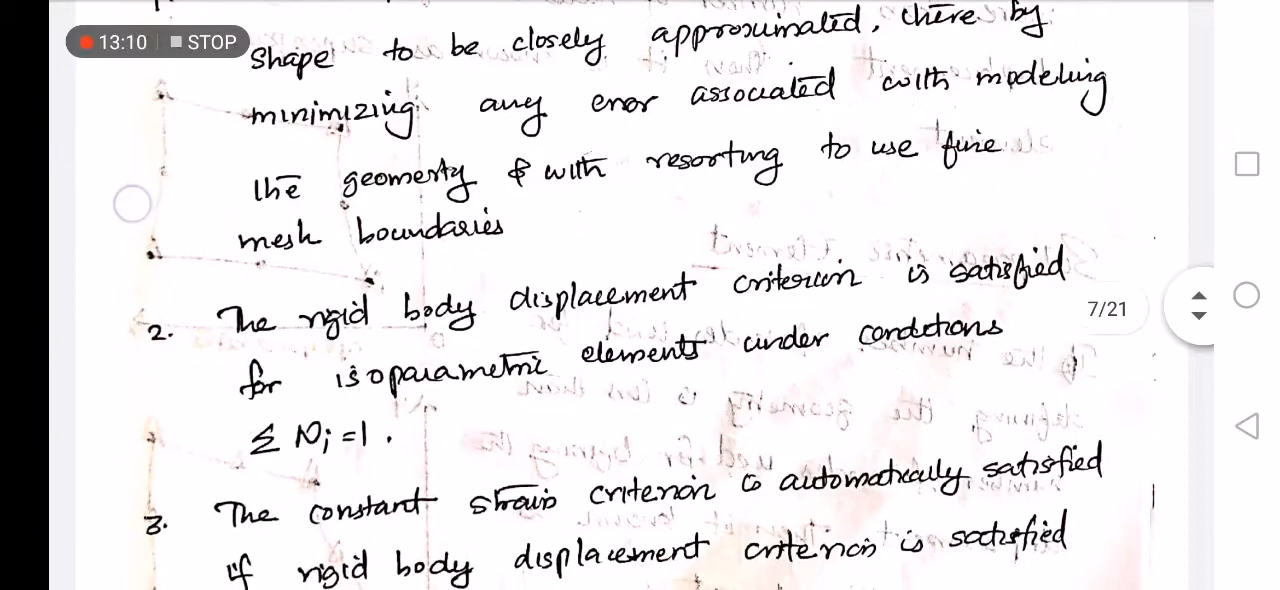 13:10 STOP
shape to be closely approximated, there by
minimizing any error associated with modeling
the geomerty & with resorting to use fine
mesh boundaries
2. The rigid body displacement criterion is satisfied
for isoparametric elements under conditions
Σ Ni = 1.
7/21
3. The constant strain criterion is automatically satisfied
if rigid body displacement criterion is satisfied